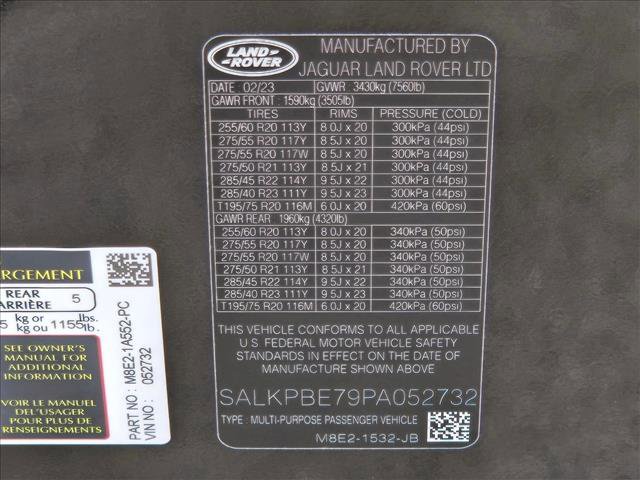 LAND-
ROVER
MANUFACTURED BY
JAGUAR LAND ROVER LTD
DATE : 02/23 GVWR : 3430kg (7560lb)
GAWR FRONT : 1590kg (3505lb)
TIRES RIMS PRESSURE (COLD)
255/60 R20 113Y 8.0J x 20 300kPa (44psi)
275/55 R20 117Y 8.5J x 20 300kPa (44psi)
275/55 R20 117W 8.5J x 20 300kPa (44psi)
275/50 R21 113Y 8.5J x 21 300kPa (44psi)
285/45 R22 114Y 9.5J x 22 300kPa (44psi)
285/40 R23 111Y 9.5J x 23 300kPa (44psi)
T195/75 R20 116M 6.0J x 20 420kPa (60psi)
GAWR REAR : 1960kg (4320lb)
255/60 R20 113Y 8.0J x 20 340kPa (50psi)
275/55 R20 117Y 8.5J x 20 340kPa (50psi)
275/55 R20 117W 8.5J x 20 340kPa (50psi)
275/50 R21 113Y 8.5J x 21 340kPa (50psi)
285/45 R22 114Y 9.5J x 22 340kPa (50psi)
285/40 R23 111Y 9.5J x 23 340kPa (50psi)
T195/75 R20 116M 6.0J x 20 420kPa (60psi)
THIS VEHICLE CONFORMS TO ALL APPLICABLE
U.S. FEDERAL MOTOR VEHICLE SAFETY
STANDARDS IN EFFECT ON THE DATE OF
MANUFACTURE SHOWN ABOVE
SALKPBE79PA052732
TYPE : MULTI-PURPOSE PASSENGER VEHICLE
M8E2-1532-JB
ARGEMENT
REAR
ARRIÈRE 5
5 kg or kg ou 1155 lbs. lb.
SEE OWNER'S
MANUAL FOR
ADDITIONAL
INFORMATION
VOIR LE MANUEL
DEL'USAGER
POUR PLUS DE
RENSEIGNEMENTS
PART NO : M8E2-1A552-PC
VIN NO : 052732